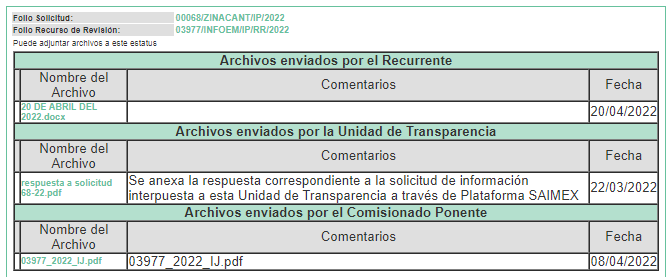 Folio Solicitud: 00068/ZINACANT/IP/2022
Folio Recurso de Revisión: 03977/INFOEM/IP/RR/2022
Puede adjuntar archivos a este estatus
Archivos enviados por el Recurrente
Nombre del
Archivo
Comentarios
Fecha
20 DE ABRIL DEL
2022.docx
20/04/2022
Archivos enviados por la Unidad de Transparencia
Nombre del
Archivo
Comentarios
Fecha
respuesta a solicitud
68-22.pdf
Se anexa la respuesta correspondiente a la solicitud de información
interpuesta a esta Unidad de Transparencia a través de Plataforma SAIMEX
22/03/2022
Archivos enviados por el Comisionado Ponente
Nombre del
Archivo
Comentarios
Fecha
03977_2022_IJ.pdf
03977_2022_IJ.pdf
08/04/2022